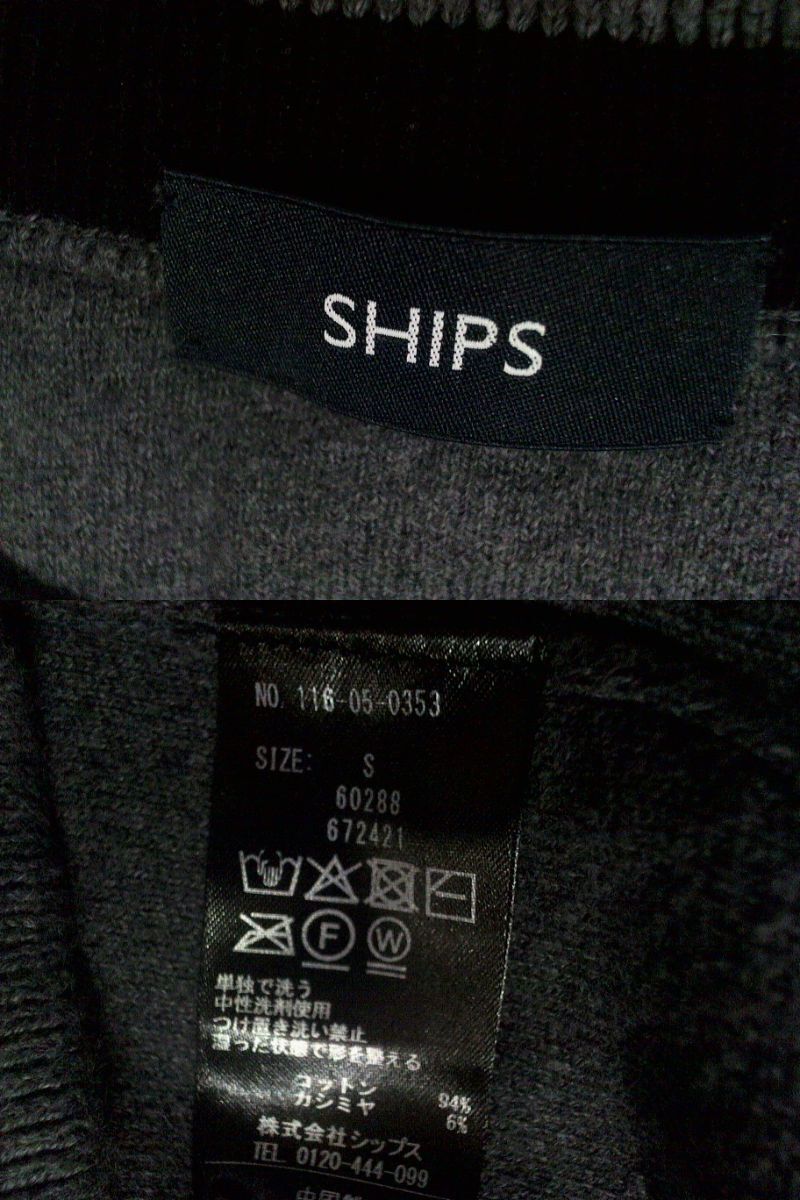 SHIPS
NO. 116-05-0353
SIZE: S
60288
672421
F W
単独で洗う
中性洗剤使用
つけ置き洗い禁止
湿った状態で形を整える
コットン 94%
カシミヤ 6%
株式会社シップス
TEL 0120-444-099
中国